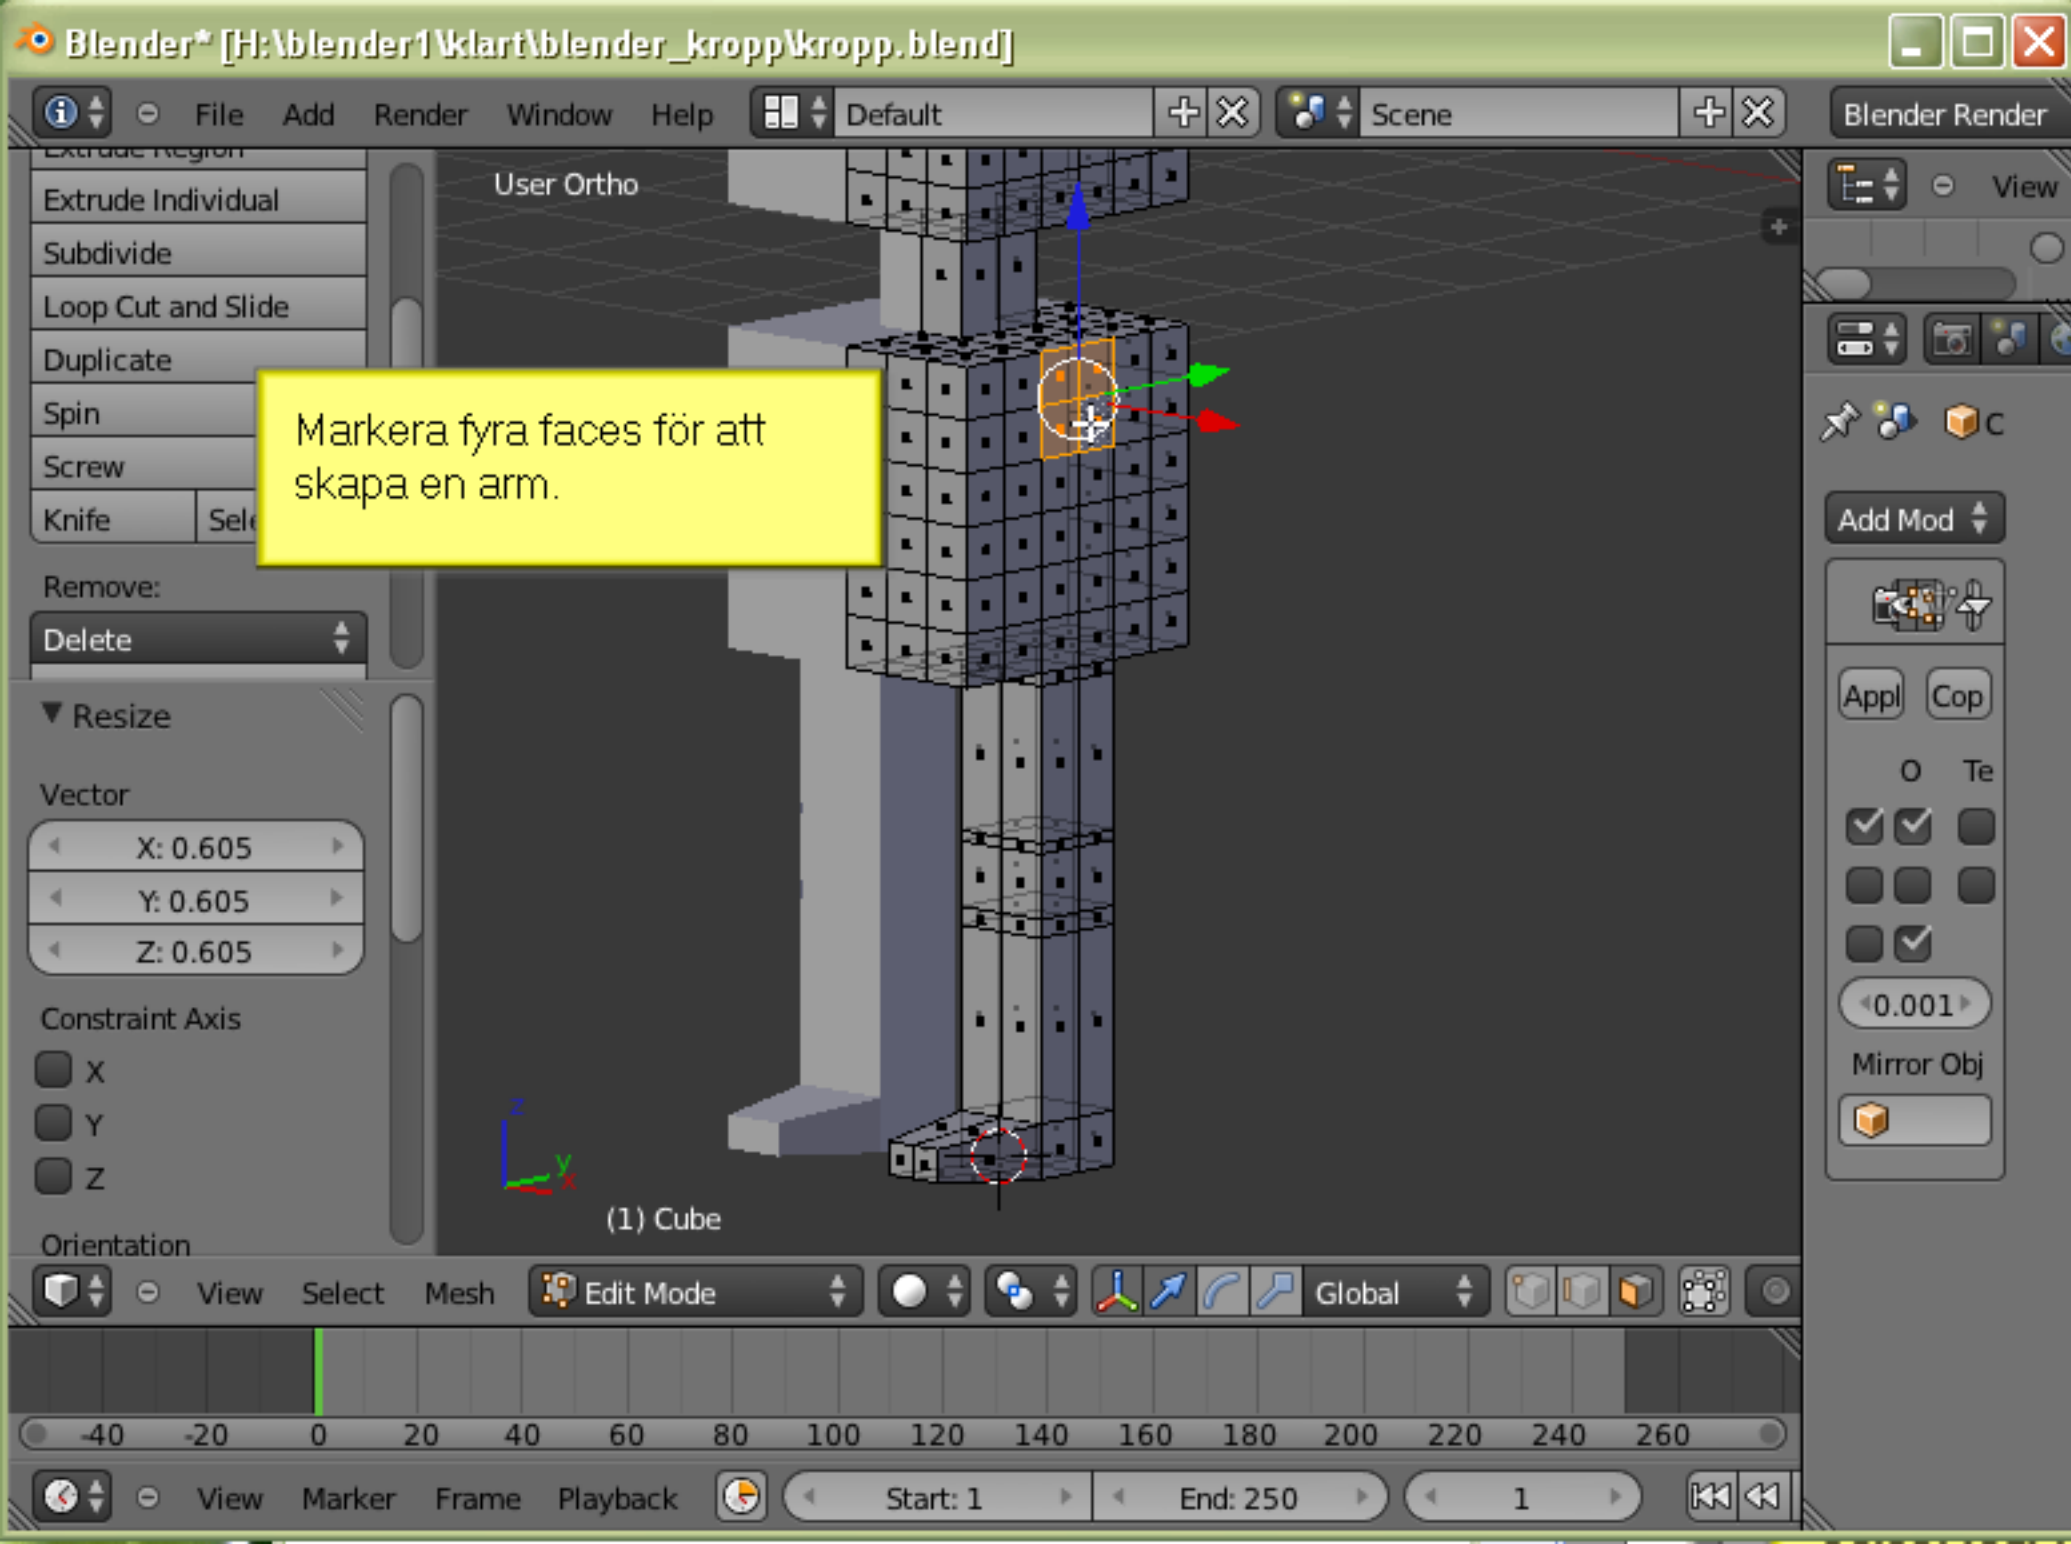 Blender* [H:\blender1\klart\blender_kropp\kropp.blend]
File Add Render Window Help Default Scene Blender Render
Extrude Region
Extrude Individual
Subdivide
Loop Cut and Slide
Duplicate
Spin
Screw
Knife Sele
Remove:
Delete
Resize
Vector
X: 0.605
Y: 0.605
Z: 0.605
Constraint Axis
X
Y
Z
Orientation
User Ortho
Markera fyra faces för att
skapa en arm.
z
y
x
(1) Cube
View
C
Add Mod
Appl Cop
O Te
0.001
Mirror Obj
View Select Mesh Edit Mode Global
-40 -20 0 20 40 60 80 100 120 140 160 180 200 220 240 260
View Marker Frame Playback Start: 1 End: 250 1